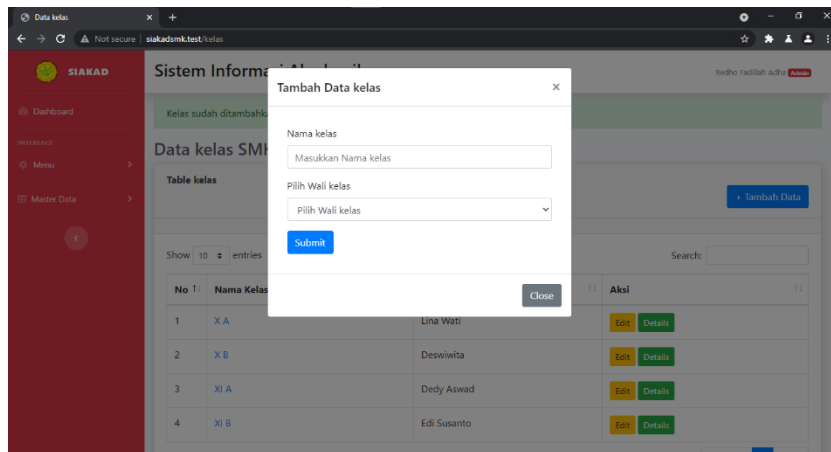 Data kelas
Not secure | siakadsmk.test/kelas
SIAKAD
Sistem Informa
Redho Fadillah Adha Admin
Tambah Data kelas
Dashboard
Kelas sudah ditambahk
INTERFACE
Nama kelas
Data kelas SM
Masukkan Nama kelas
Menu
Table kelas
Pilih Wali kelas
Master Data
Pilih Wali kelas
+ Tambah Data
Submit
Show 10 entries
Search:
Close
No Nama Kelas Aksi
1 X A Lina Wati Edit Details
2 X B Deswiwita Edit Details
3 XI A Dedy Aswad Edit Details
4 XI B Edi Susanto Edit Details